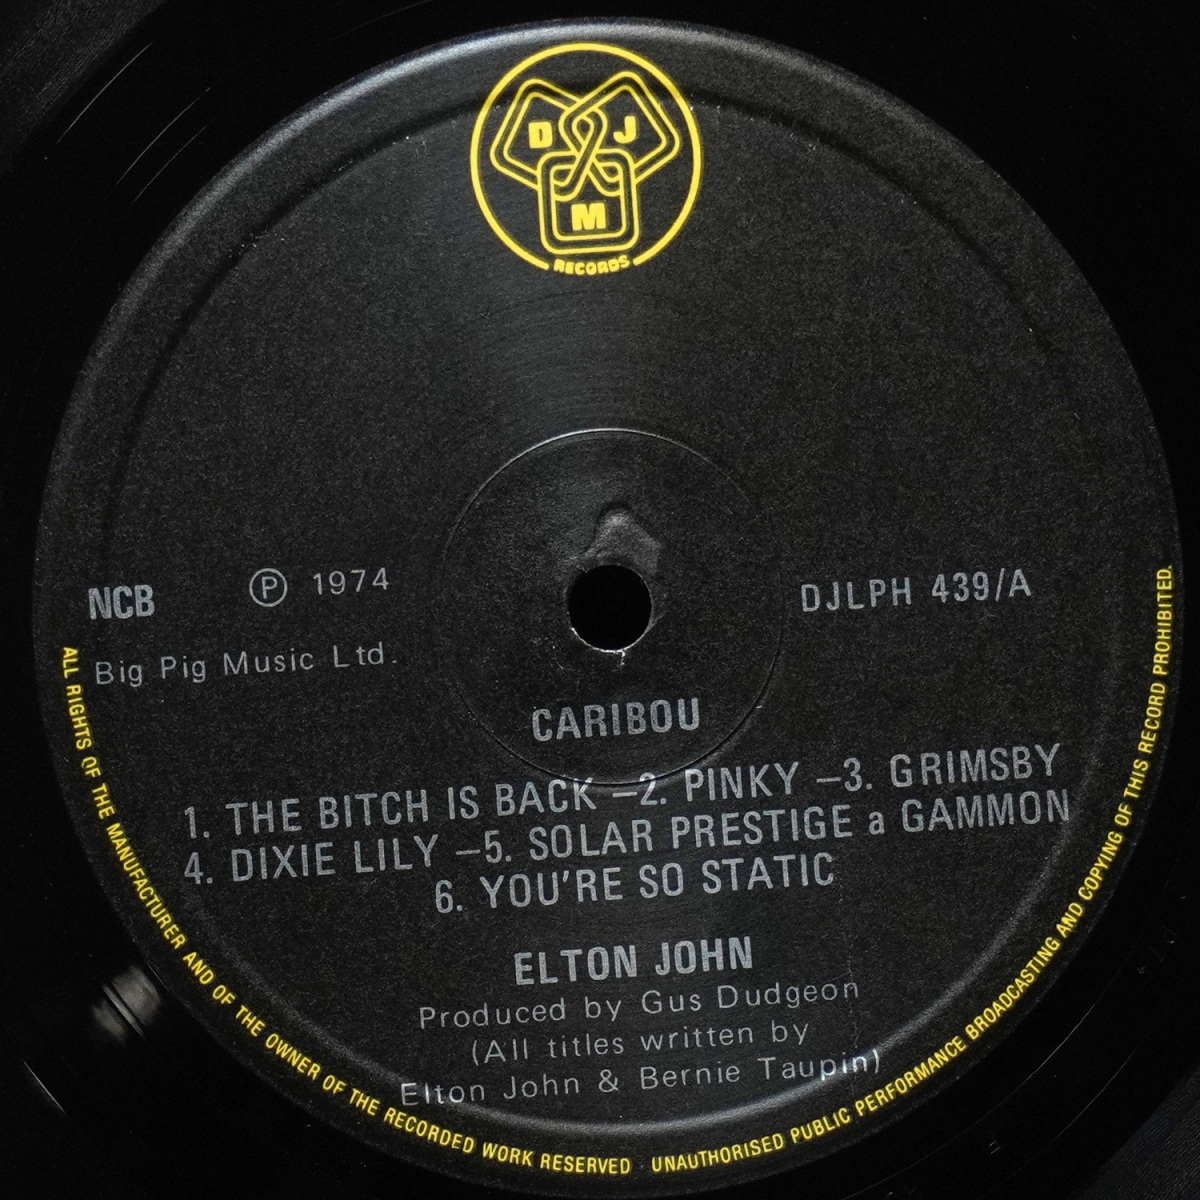 D J
M
RECORDS
NCB
Ⓟ 1974
DJLPH 439/A
Big Pig Music Ltd.
CARIBOU
1. THE BITCH IS BACK –2. PINKY –3. GRIMSBY
4. DIXIE LILY –5. SOLAR PRESTIGE a GAMMON
6. YOU'RE SO STATIC
ELTON JOHN
Produced by Gus Dudgeon
(All titles written by
Elton John & Bernie Taupin)
ALL RIGHTS OF THE MANUFACTURER AND OF THE OWNER OF THE RECORDED WORK RESERVED UNAUTHORISED PUBLIC PERFORMANCE BROADCASTING AND COPYING OF THIS RECORD PROHIBITED.